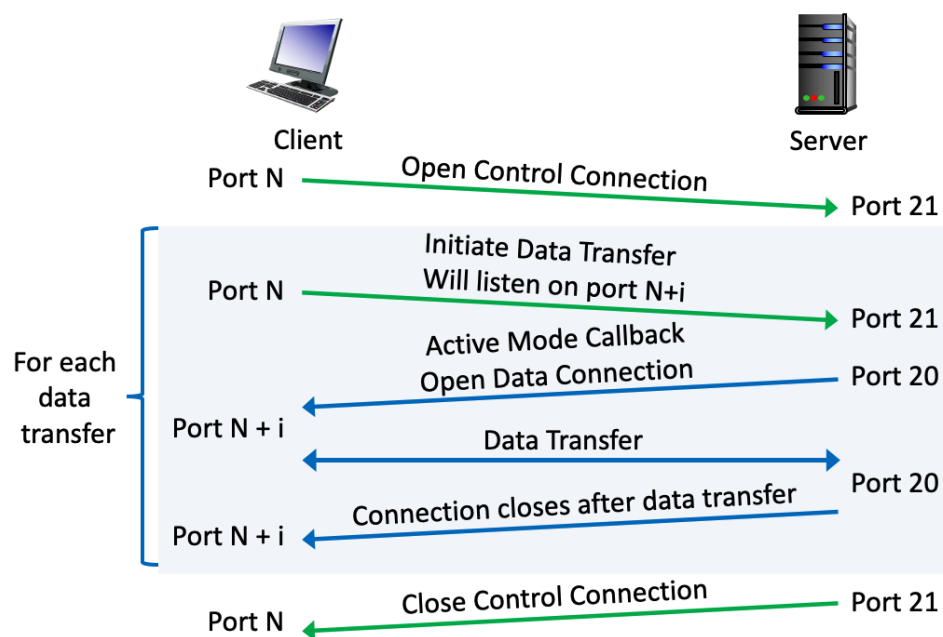 Client
Server
Port N
Open Control Connection
Port 21
Initiate Data Transfer
Will listen on port N+i
Port N
Port 21
For each
data
transfer
Active Mode Callback
Open Data Connection
Port 20
Port N + i
Data Transfer
Port 20
Connection closes after data transfer
Port N + i
Close Control Connection
Port 21
Port N